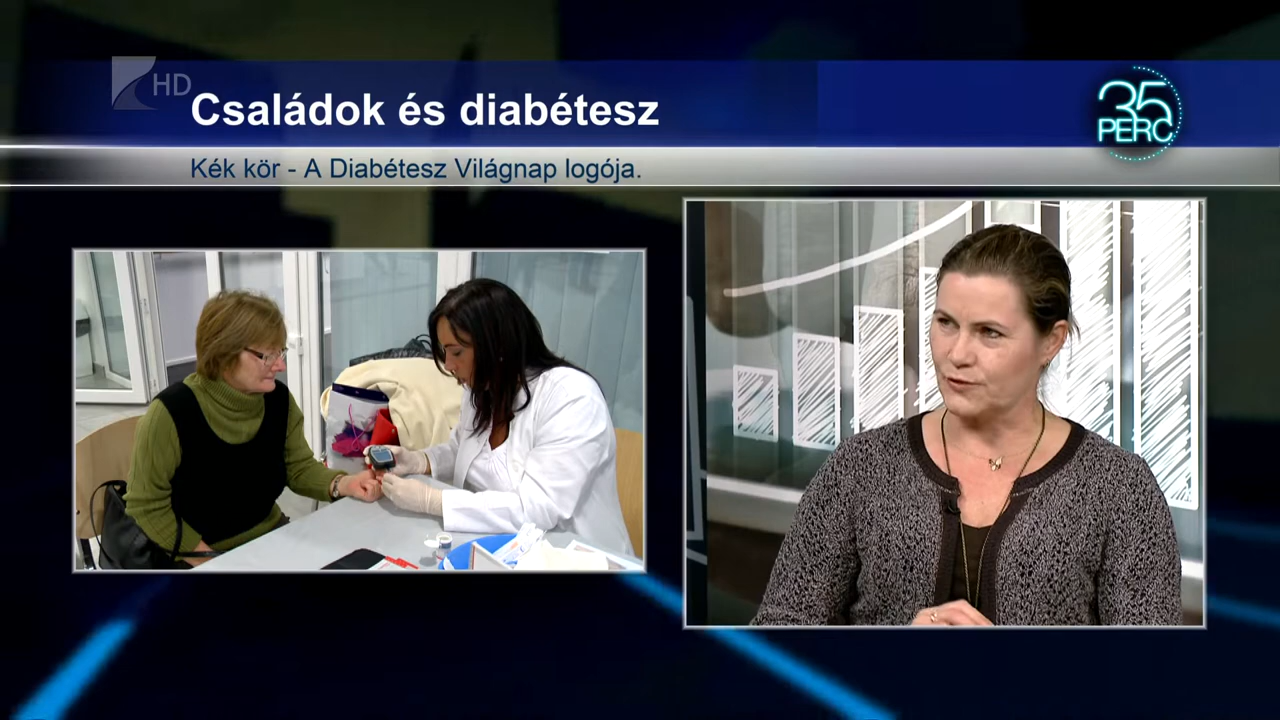 HD
Családok és diabétesz
35
PERC
Kék kör - A Diabétesz Világnap logója.